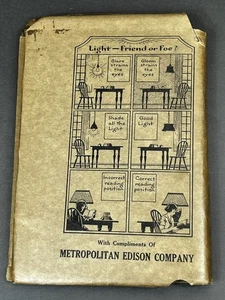 Light — Friend or Foe?
Glare
strains
the
eyes
Gloom
strains
the
eyes
Shade
all the
Light
Good
Light
Incorrect
reading
position
Correct
reading
position
With Compliments Of
METROPOLITAN EDISON COMPANY